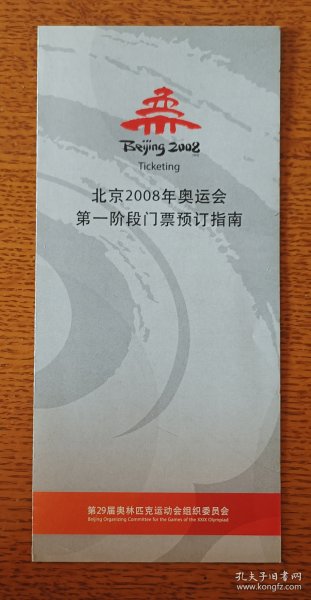 Beijing 2008
Ticketing
北京2008年奥运会
第一阶段门票预订指南
第29届奥林匹克运动会组织委员会
Beijing Organizing Committee for the Games of the XXIX Olympiad
孔夫子旧书网
www.kongfz.com